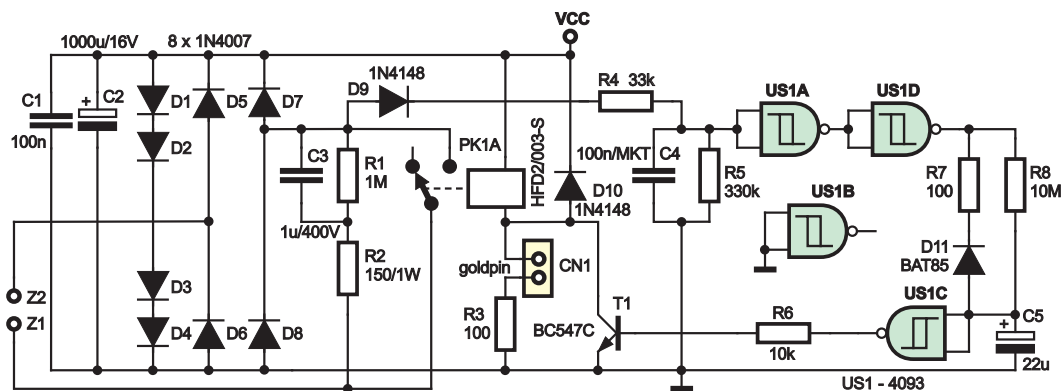 1000u/16V
8 x 1N4007
VCC
1N4148
D9
R4 33k
US1A
US1D
C1
100n
+
C2
D1
D5
D7
D2
C3
1u/400V
R1
1M
PK1A
HFD2/003-S
D10
1N4148
100n/MKT
C4
R5
330k
US1B
R7
100
R8
10M
R2
150/1W
goldpin
CN1
D11
BAT85
US1C
Z2
Z1
D3
D4
D6
D8
R3
100
T1
BC547C
R6
10k
+
C5
22u
US1 - 4093